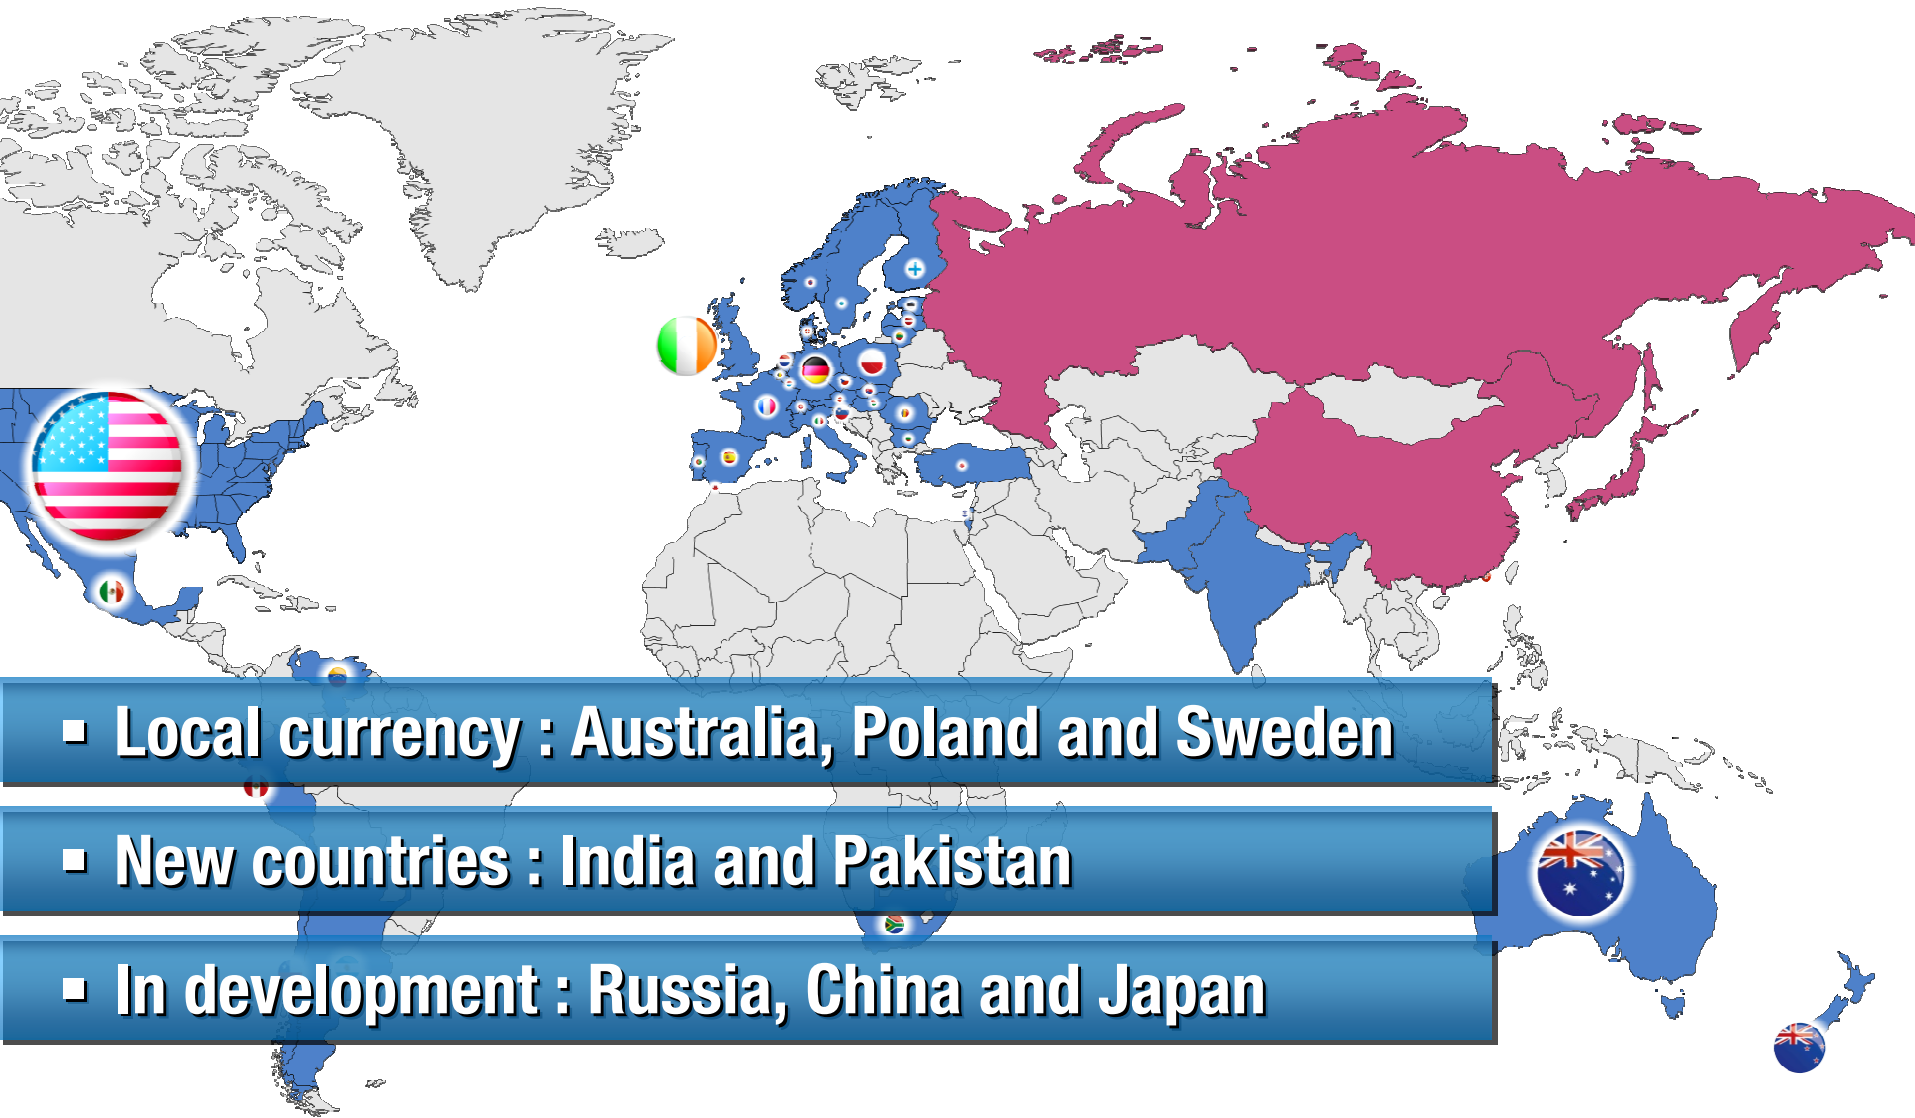 ▪ Local currency : Australia, Poland and Sweden
▪ New countries : India and Pakistan
▪ In development : Russia, China and Japan